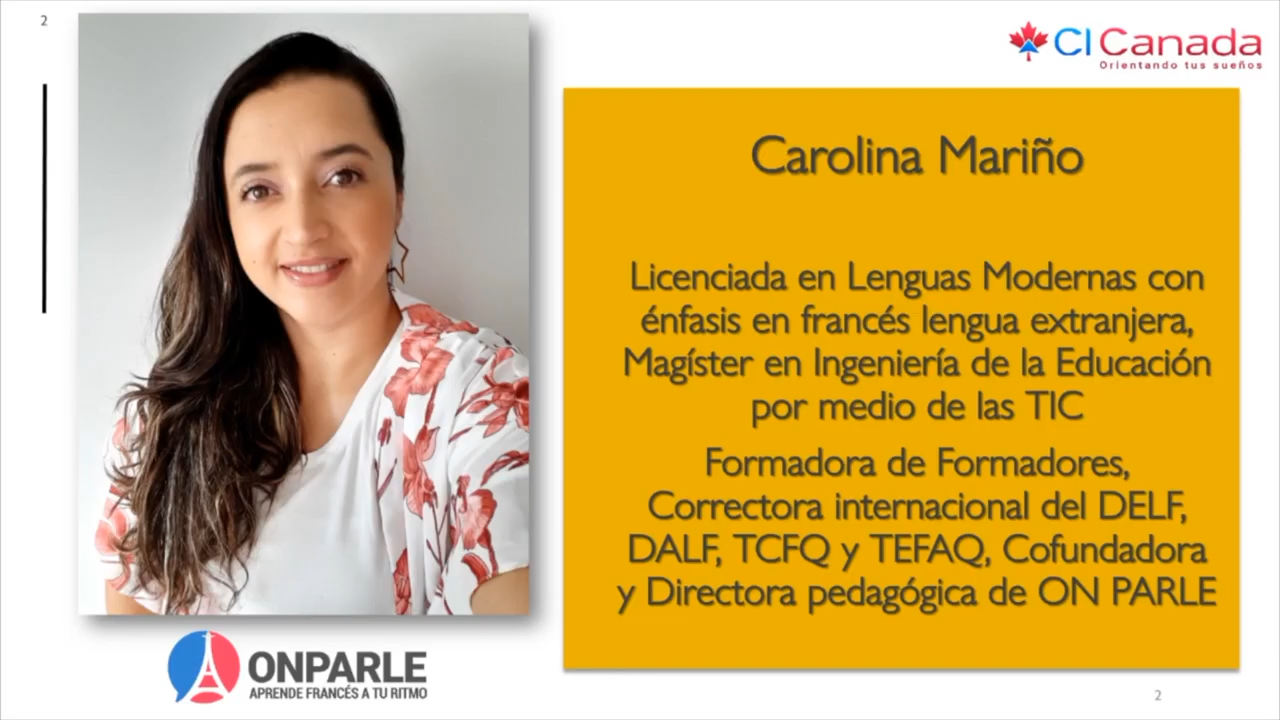 2
CI Canada
Orientando tus sueños
Carolina Mariño
Licenciada en Lenguas Modernas con
énfasis en francés lengua extranjera,
Magíster en Ingeniería de la Educación
por medio de las TIC
Formadora de Formadores,
Correctora internacional del DELF,
DALF, TCFQ y TEFAQ, Cofundadora
y Directora pedagógica de ON PARLE
ONPARLE
APRENDE FRANCÉS A TU RITMO
2